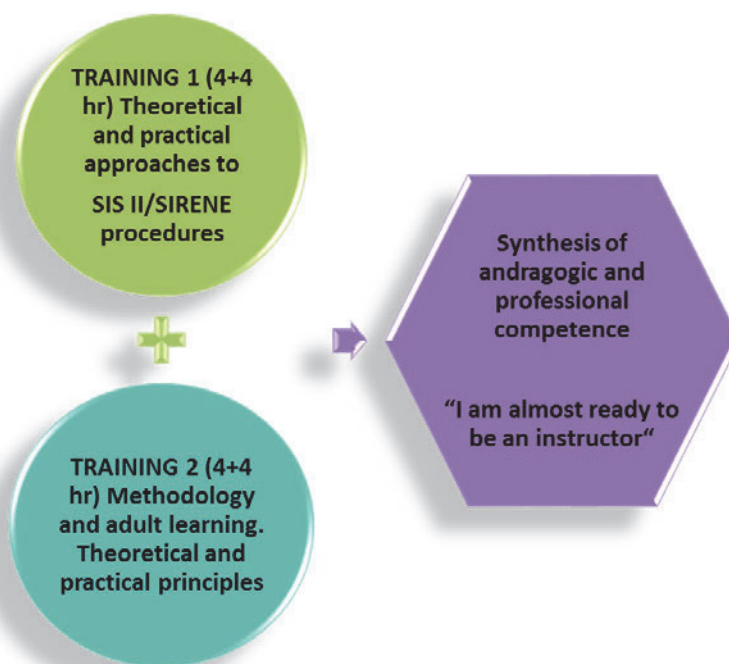 TRAINING 1 (4+4
hr) Theoretical
and practical
approaches to
SIS II/SIRENE
procedures
TRAINING 2 (4+4
hr) Methodology
and adult learning.
Theoretical and
practical principles
Synthesis of
andragogic and
professional
competence
“I am almost ready to
be an instructor“